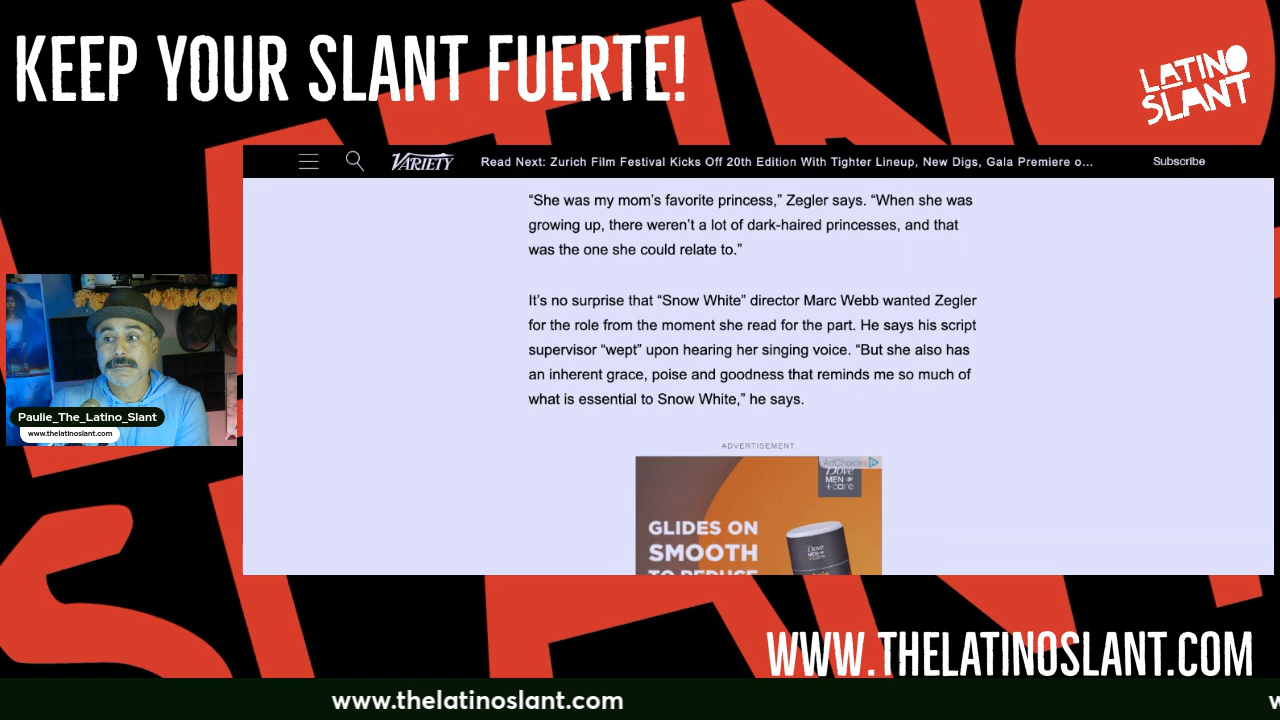 KEEP YOUR SLANT FUERTE!
LATINO
SLANT
VARIETY
Read Next: Zurich Film Festival Kicks Off 20th Edition With Tighter Lineup, New Digs, Gala Premiere o...
Subscribe
“She was my mom’s favorite princess,” Zegler says. “When she was
growing up, there weren’t a lot of dark-haired princesses, and that
was the one she could relate to.”
It’s no surprise that “Snow White” director Marc Webb wanted Zegler
for the role from the moment she read for the part. He says his script
supervisor “wept” upon hearing her singing voice. “But she also has
an inherent grace, poise and goodness that reminds me so much of
what is essential to Snow White,” he says.
ADVERTISEMENT
AdChoices
Dove
MEN
+care
GLIDES ON
SMOOTH
TO REDUCE
Dove
MEN+CARE
Paulie_The_Latino_Slant
www.thelatinoslant.com
WWW.THELATINOSLANT.COM
www.thelatinoslant.com